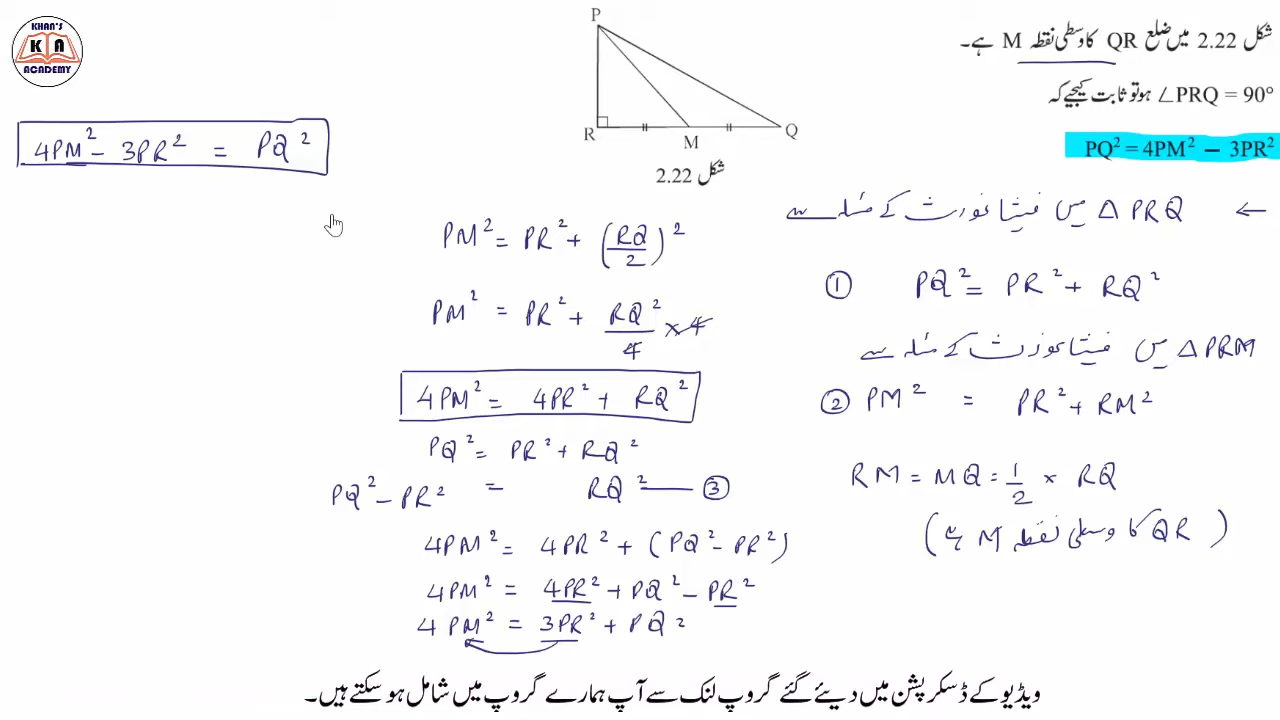 KHAN'S
K A
ACADEMY
شکل 2.22 میں ضلع QR کا وسطی نقطہ M ہے۔
∠PRQ = 90° ہو تو ثابت کیجیے کہ
PQ² = 4PM² − 3PR²
P
R
M
Q
شکل 2.22
← △PRQ میں فیثاغورث کے مسئلہ سے
① PQ² = PR² + RQ²
△PRM میں فیثاغورث کے مسئلہ سے
② PM² = PR² + RM²
RM = MQ = 1/2 × RQ
(QR کا وسطی نقطہ M ہے)
PM² = PR² + (RQ/2)²
PM² = PR² + RQ²/4 × 4
4PM² = 4PR² + RQ²
PQ² = PR² + RQ²
PQ² − PR² = RQ² — ③
4PM² = 4PR² + (PQ² − PR²)
4PM² = 4PR² + PQ² − PR²
4PM² = 3PR² + PQ²
4PM² − 3PR² = PQ²
ویڈیو کے ڈسکرپشن میں دیئے گئے گروپ لنک سے آپ ہمارے گروپ میں شامل ہو سکتے ہیں۔